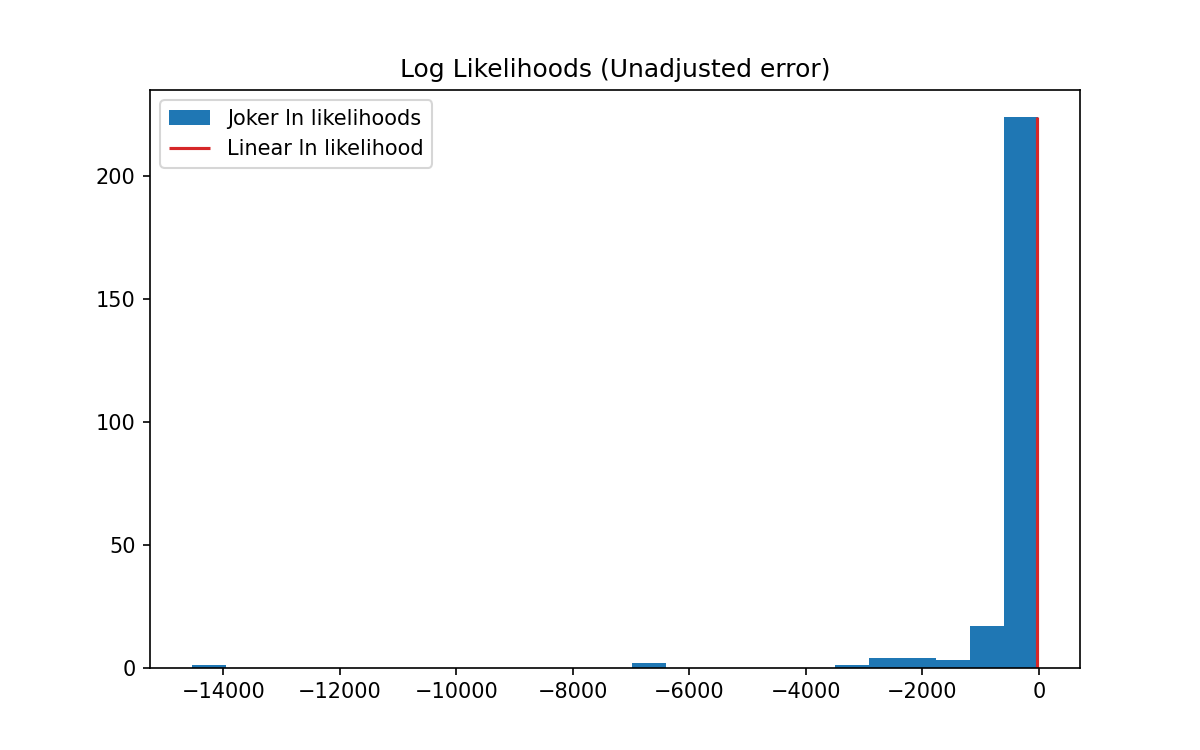 Log Likelihoods (Unadjusted error)
Joker ln likelihoods
Linear ln likelihood
200
150
100
50
0
−14000 −12000 −10000 −8000 −6000 −4000 −2000 0